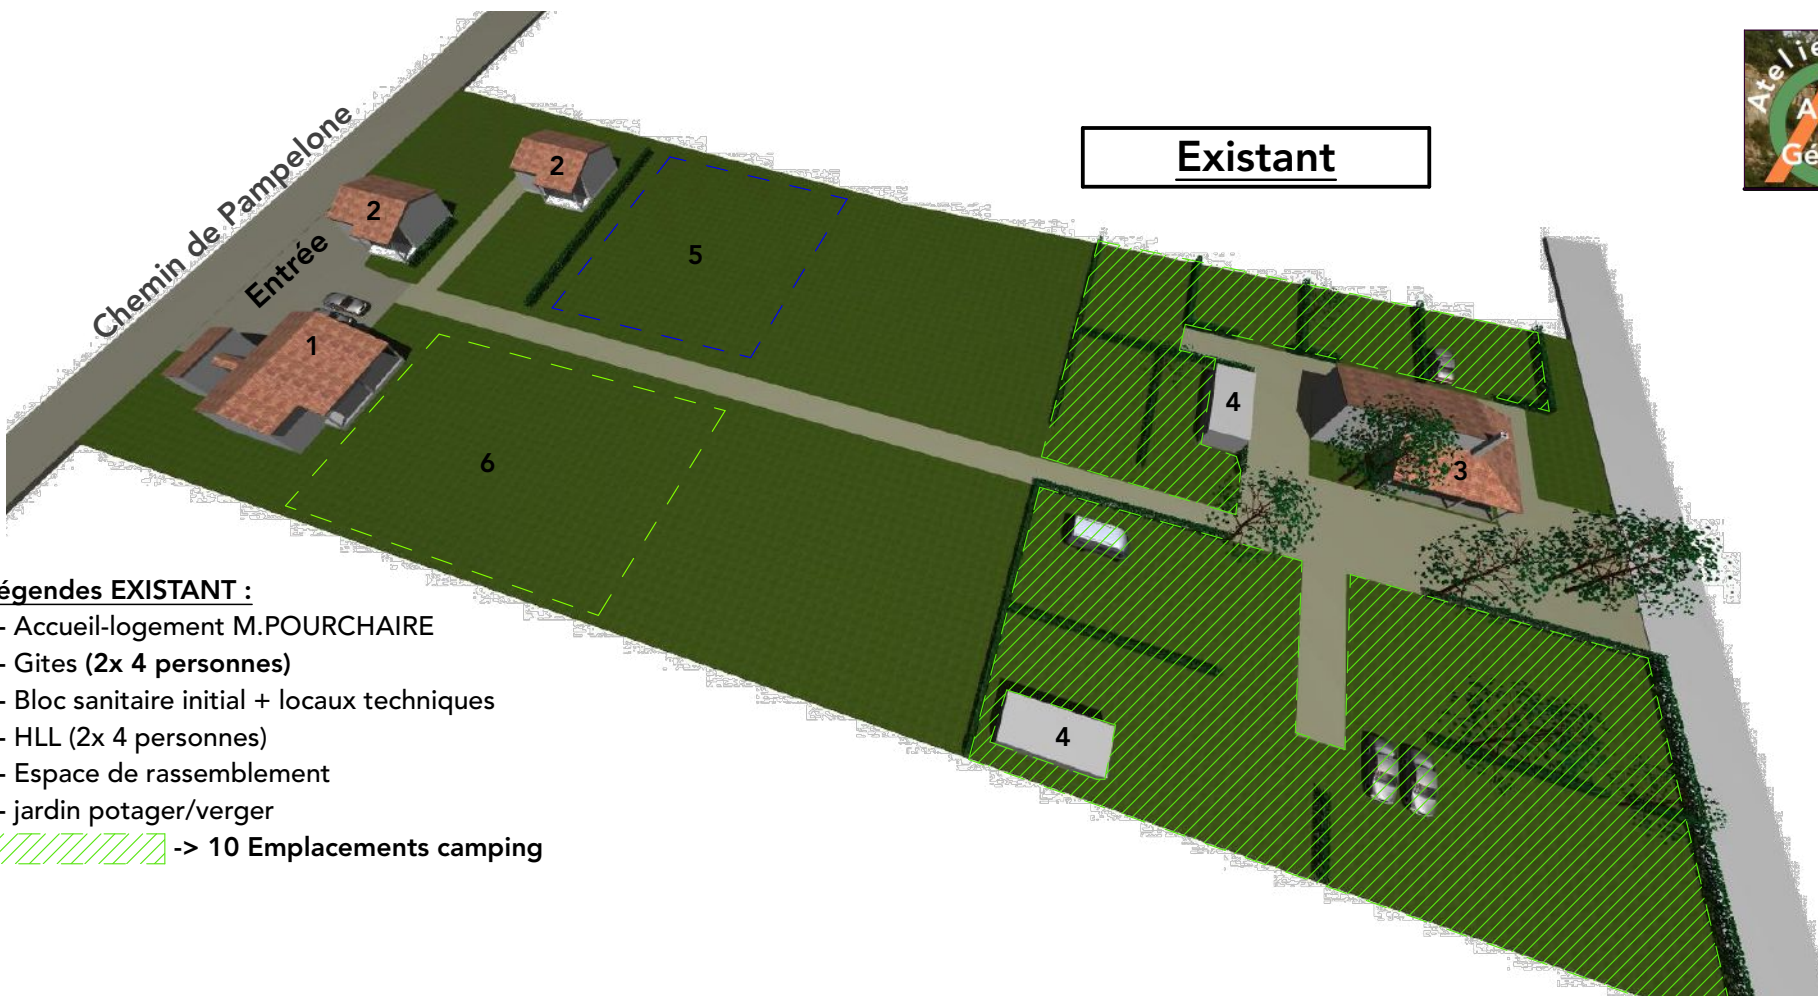 Existant
Chemin de Pampelone
Entrée
2
2
1
5
6
4
3
4
égendes EXISTANT :
- Accueil-logement M.POURCHAIRE
- Gites (2x 4 personnes)
- Bloc sanitaire initial + locaux techniques
- HLL (2x 4 personnes)
- Espace de rassemblement
- jardin potager/verger
-> 10 Emplacements camping